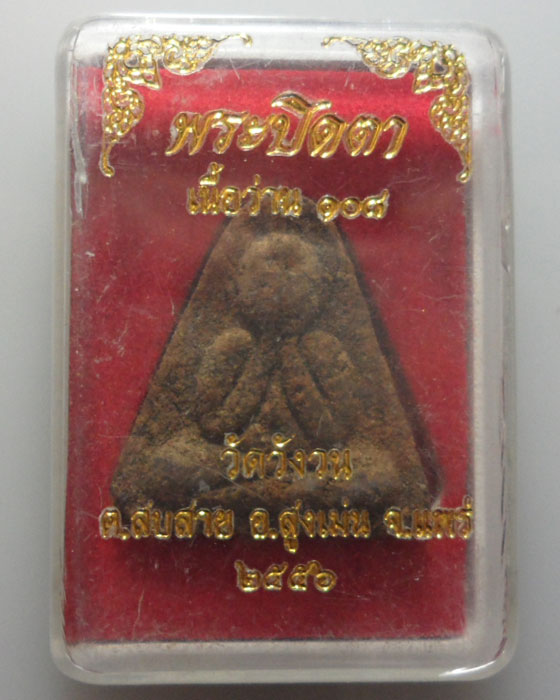 พระปิดตา
เนื้อว่าน ๑๐๘
วัดวังวน
ต.สบสาย อ.สูงเม่น จ.แพร่
๒๕๕๖